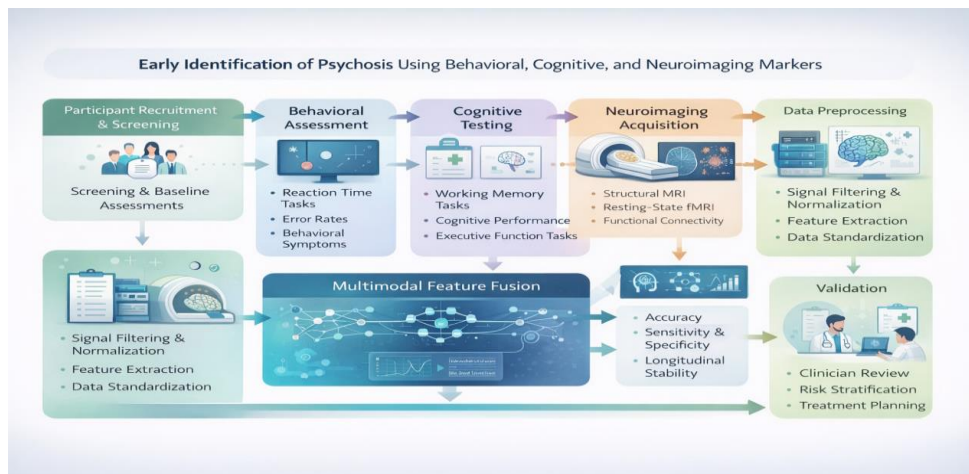 Early Identification of Psychosis Using Behavioral, Cognitive, and Neuroimaging Markers
Participant Recruitment
& Screening
Screening & Baseline
Assessments
Behavioral
Assessment
• Reaction Time
Tasks
• Error Rates
• Behavioral
Symptoms
Cognitive
Testing
• Working Memory
Tasks
• Cognitive Performance
• Executive Function Tasks
Neuroimaging
Acquisition
• Structural MRI
• Resting-State fMRI
• Functional Connectivity
Data Preprocessing
• Signal Filtering &
Normalization
• Feature Extraction
• Data Standardization
• Signal Filtering &
Normalization
• Feature Extraction
• Data Standardization
Multimodal Feature Fusion
• Accuracy
• Sensitivity &
Specificity
• Longitudinal
Stability
Validation
• Clinician Review
• Risk Stratification
• Treatment Planning